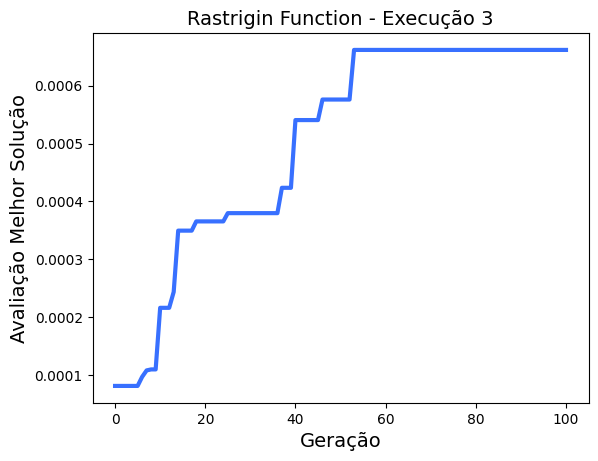 Rastrigin Function - Execução 3
Avaliação Melhor Solução
0.0006
0.0005
0.0004
0.0003
0.0002
0.0001
0 20 40 60 80 100
Geração